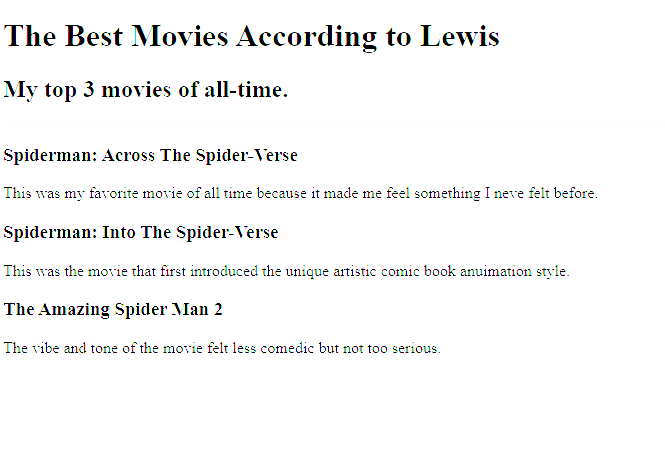 The Best Movies According to Lewis
My top 3 movies of all-time.
Spiderman: Across The Spider-Verse
This was my favorite movie of all time because it made me feel something I neve felt before.
Spiderman: Into The Spider-Verse
This was the movie that first introduced the unique artistic comic book anuimation style.
The Amazing Spider Man 2
The vibe and tone of the movie felt less comedic but not too serious.